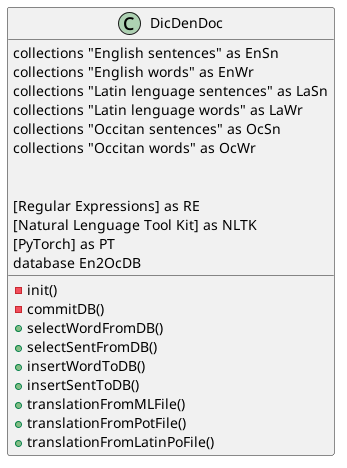 C DicDenDoc
collections "English sentences" as EnSn
collections "English words" as EnWr
collections "Latin lenguage sentences" as LaSn
collections "Latin lenguage words" as LaWr
collections "Occitan sentences" as OcSn
collections "Occitan words" as OcWr
[Regular Expressions] as RE
[Natural Lenguage Tool Kit] as NLTK
[PyTorch] as PT
database En2OcDB
init()
commitDB()
selectWordFromDB()
selectSentFromDB()
insertWordToDB()
insertSentToDB()
translationFromMLFile()
translationFromPotFile()
translationFromLatinPoFile()